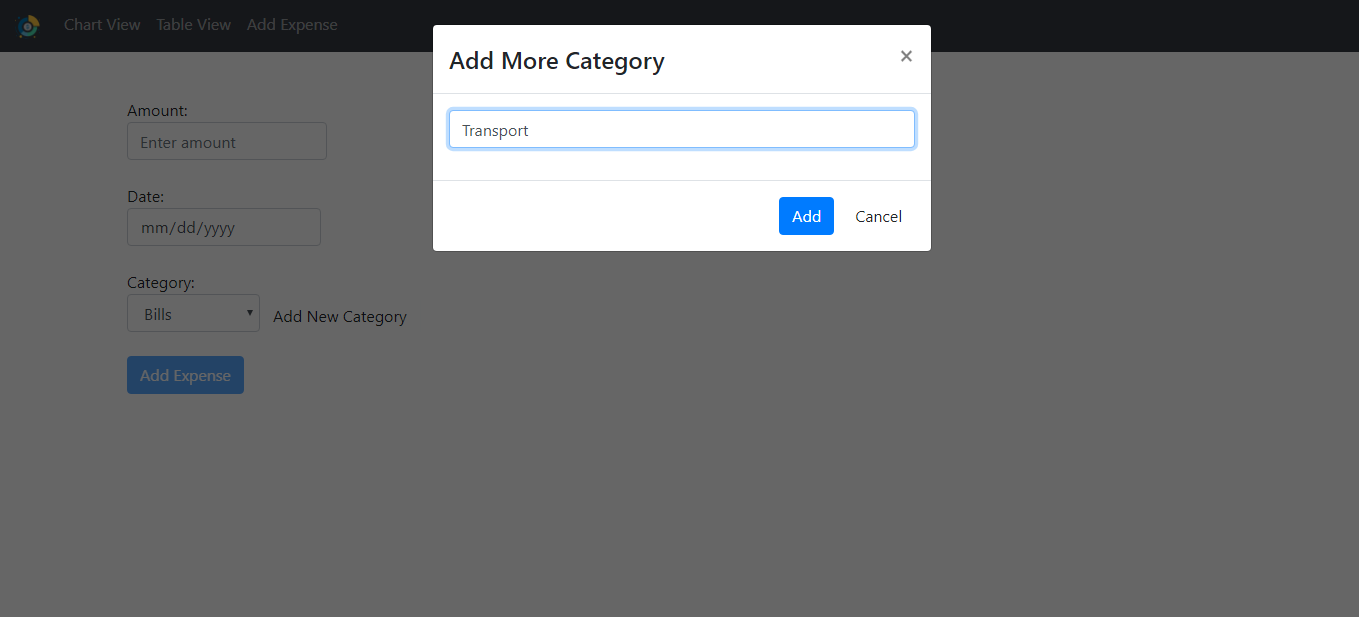 Chart View Table View Add Expense
Add More Category ×
Transport
Add Cancel
Amount:
Enter amount
Date:
mm/dd/yyyy
Category:
Bills Add New Category
Add Expense